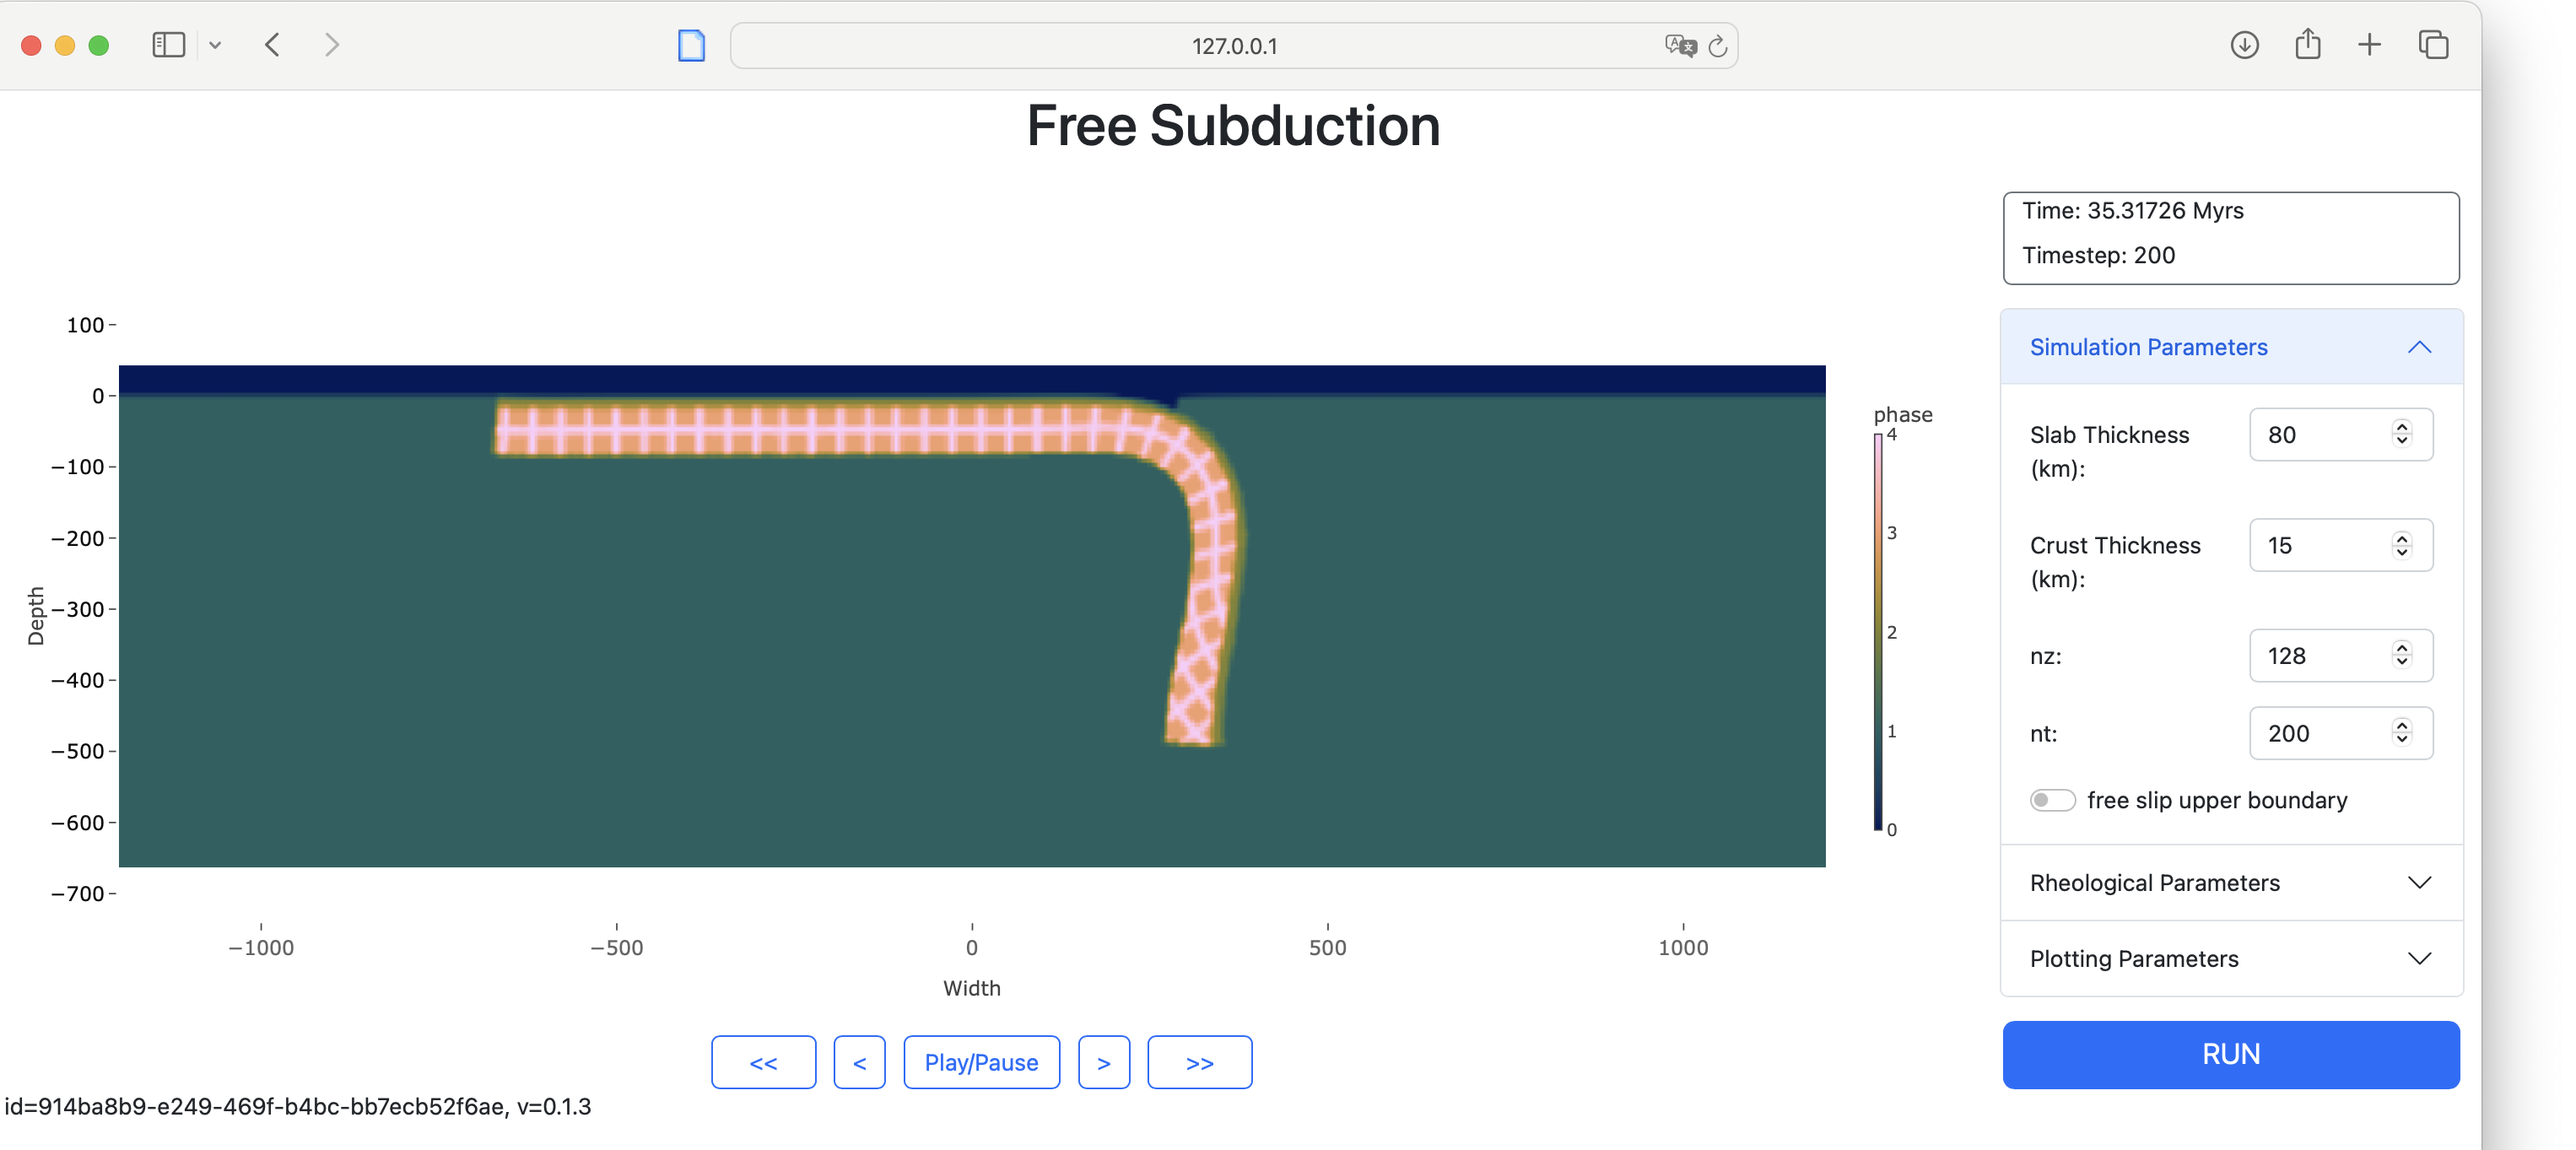 127.0.0.1
Free Subduction
Time: 35.31726 Myrs
Timestep: 200
Simulation Parameters
Slab Thickness
(km):
80
Crust Thickness
(km):
15
nz:
128
nt:
200
free slip upper boundary
Rheological Parameters
Plotting Parameters
RUN
100
0
−100
−200
−300
−400
−500
−600
−700
Depth
−1000
−500
0
500
1000
Width
phase
4
3
2
1
0
<<
<
Play/Pause
>
>>
id=914ba8b9-e249-469f-b4bc-bb7ecb52f6ae, v=0.1.3